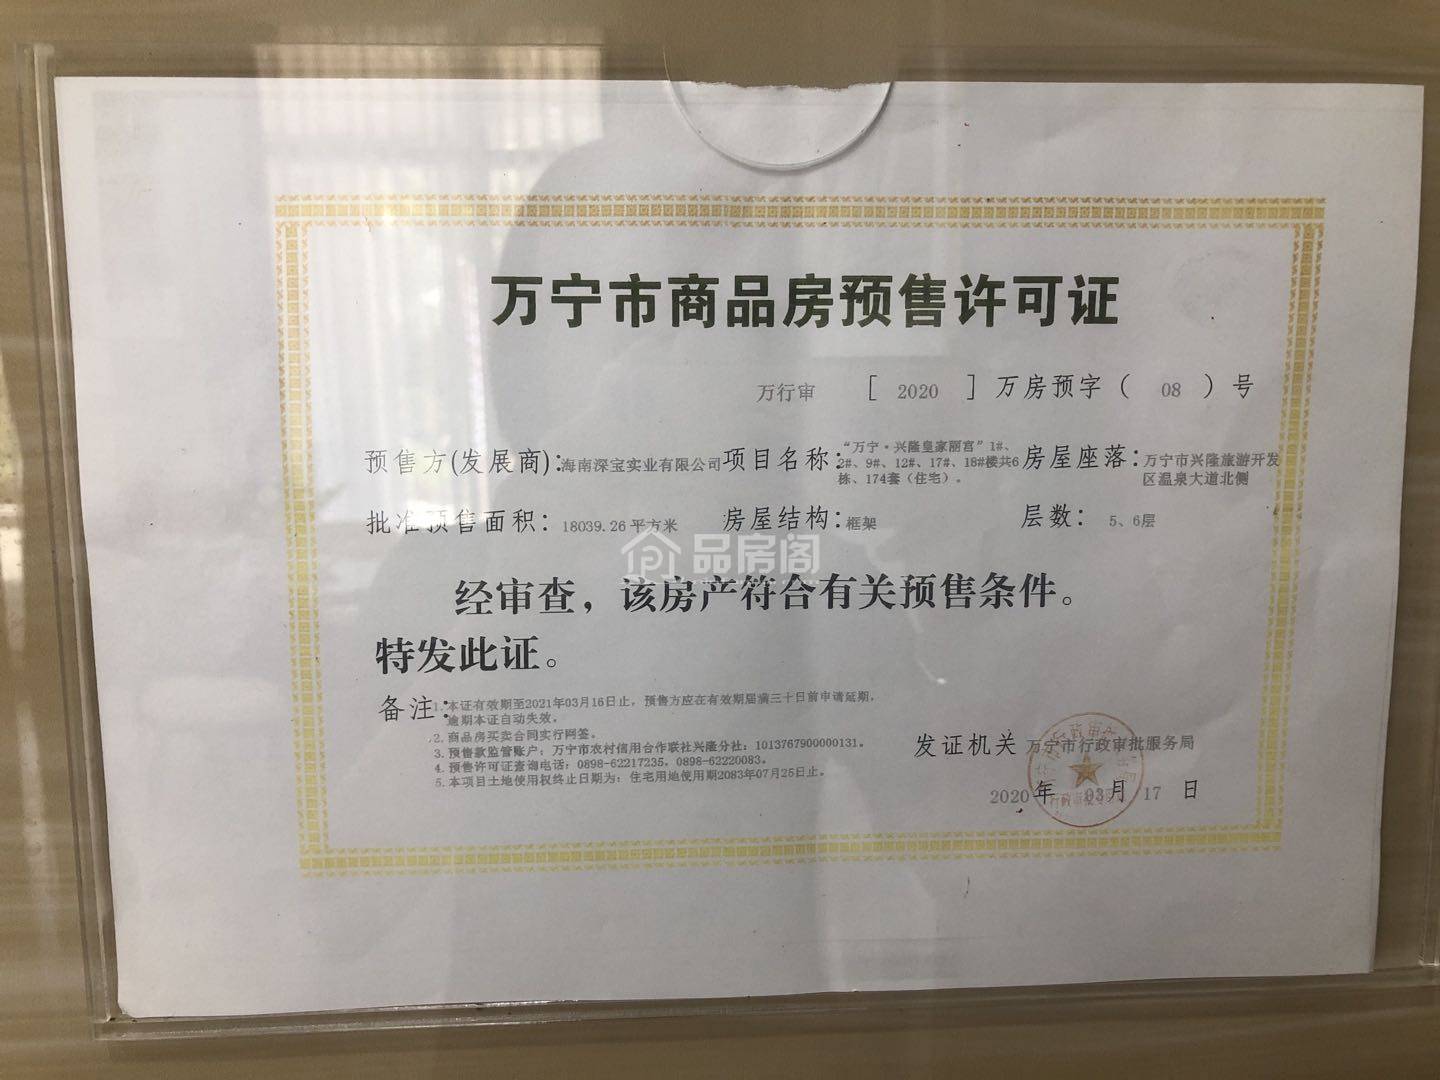 万宁市商品房预售许可证
万行审 [ 2020 ] 万房预字 ( 08 ) 号
预售方(发展商):海南深宝实业有限公司 项目名称:“万宁·兴隆皇家丽宫”1#、
2#、9#、12#、17#、18#楼共6
栋、174套(住宅)。
房屋座落:万宁市兴隆旅游开发
区温泉大道北侧
批准预售面积: 18039.26 平方米 房屋结构:框架 层数: 5、6层
品房阁
经审查,该房产符合有关预售条件。
特发此证。
备注:1.本证有效期至2021年03月16日止,预售方应在有效期届满三十日前申请延期,
逾期本证自动失效。
2. 商品房买卖合同实行网签。
3. 预售款监管账户:万宁市农村信用合作联社兴隆分社:1013767900000131。
4. 预售许可证查询电话:0898-62217235、0898-62220083。
5. 本项目土地使用权终止日期为:住宅用地使用期2083年07月25日止。
发证机关 万宁市行政审批服务局
2020 年 03 月 17 日